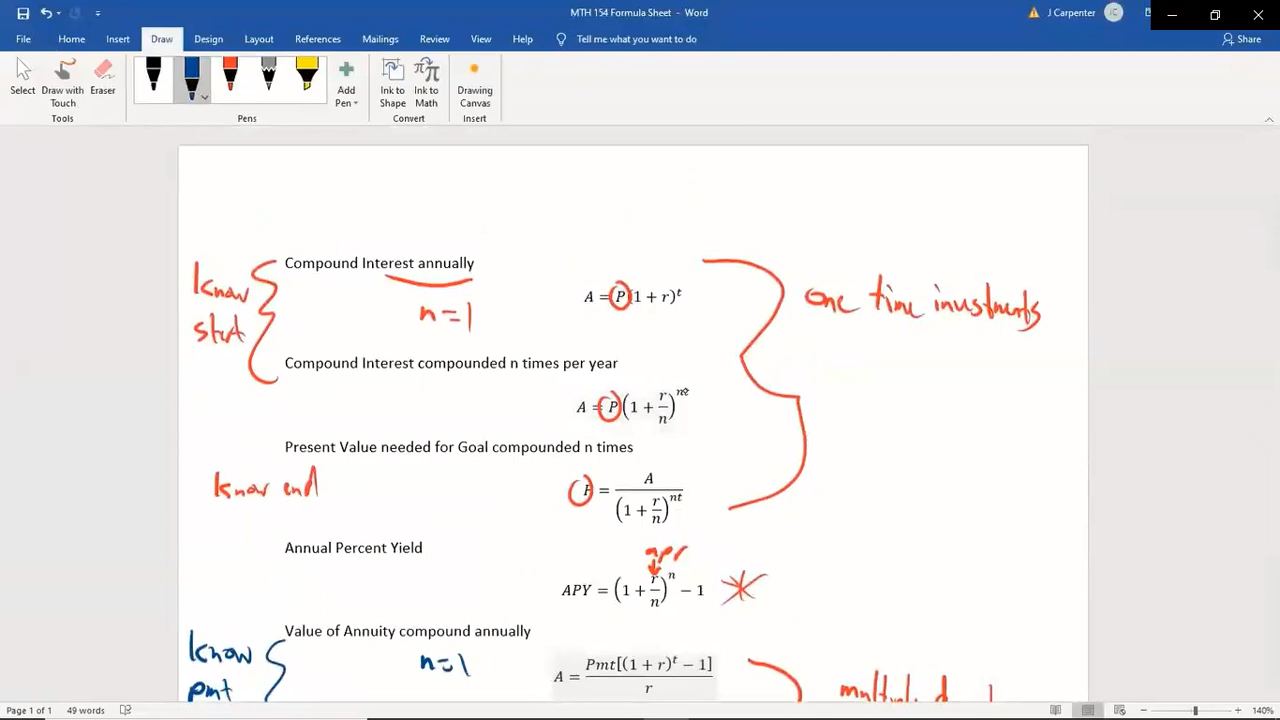 MTH 154 Formula Sheet - Word
J Carpenter JC
File Home Insert Draw Design Layout References Mailings Review View Help Tell me what you want to do Share
Select Draw with Touch Eraser Add Pen Ink to Shape Ink to Math Drawing Canvas
Tools Pens Convert Insert
Compound Interest annually
know
start
n=1
A = P(1 + r)^t
one time investments
Compound Interest compounded n times per year
A = P(1 + r/n)^nt
Present Value needed for Goal compounded n times
know end
P = A/(1 + r/n)^nt
Annual Percent Yield
apr
APY = (1 + r/n)^n − 1
Value of Annuity compound annually
know
pmt
n=1
A = Pmt[(1 + r)^t − 1]/r
Page 1 of 1 49 words 140%